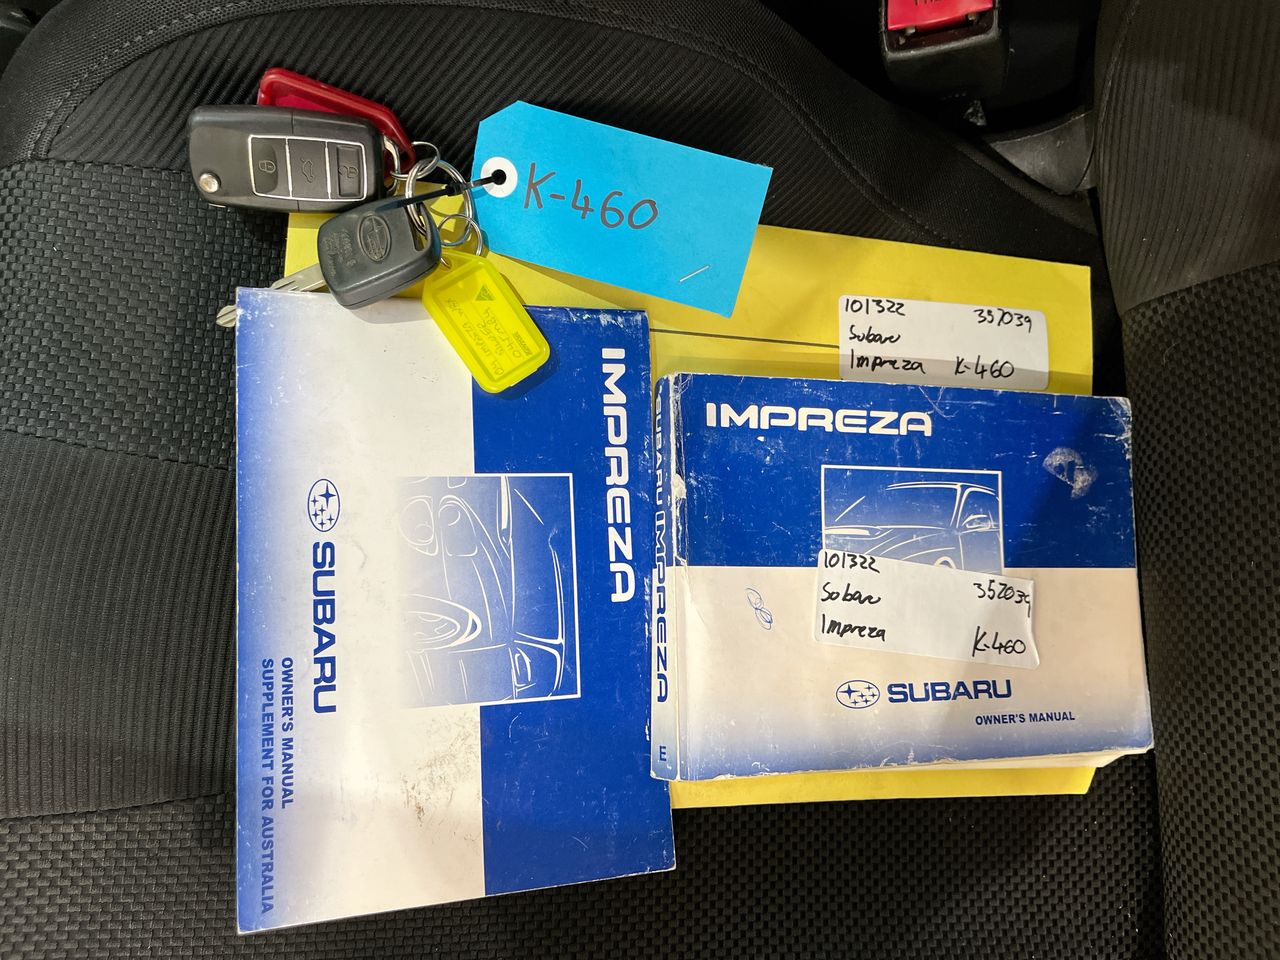 K-460
101322 357039
Subaru
Impreza K-460
IMPREZA
101322
Subaru 352039
Impreza K-460
SUBARU
OWNER'S MANUAL
SUBARU IMPREZA
E
IMPREZA
SUBARU
OWNER'S MANUAL
SUPPLEMENT FOR AUSTRALIA